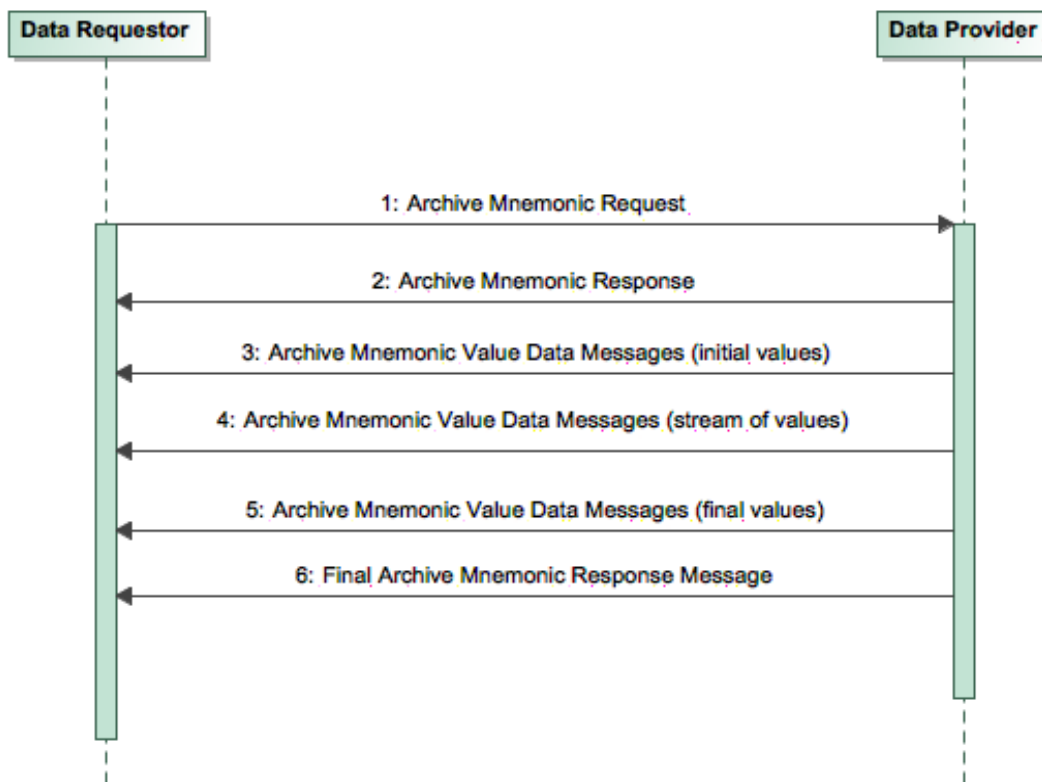 Data Requestor
Data Provider
1: Archive Mnemonic Request
2: Archive Mnemonic Response
3: Archive Mnemonic Value Data Messages (initial values)
4: Archive Mnemonic Value Data Messages (stream of values)
5: Archive Mnemonic Value Data Messages (final values)
6: Final Archive Mnemonic Response Message